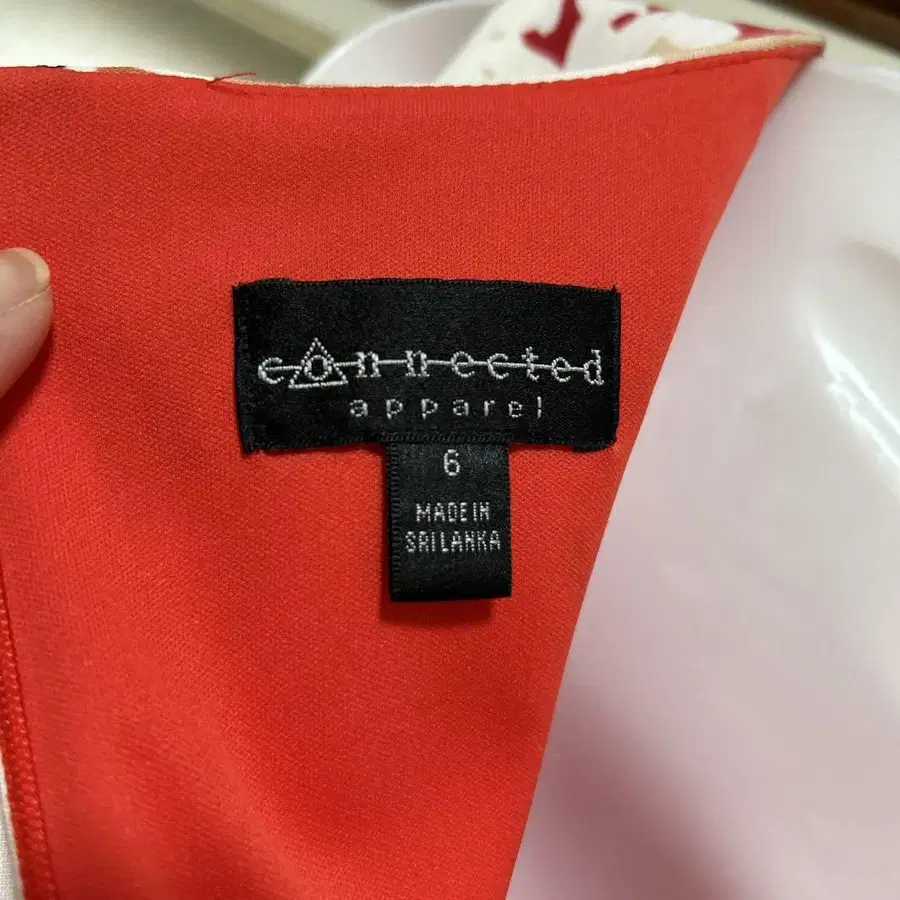 connected
apparel
6
MADE IN
SRI LANKA